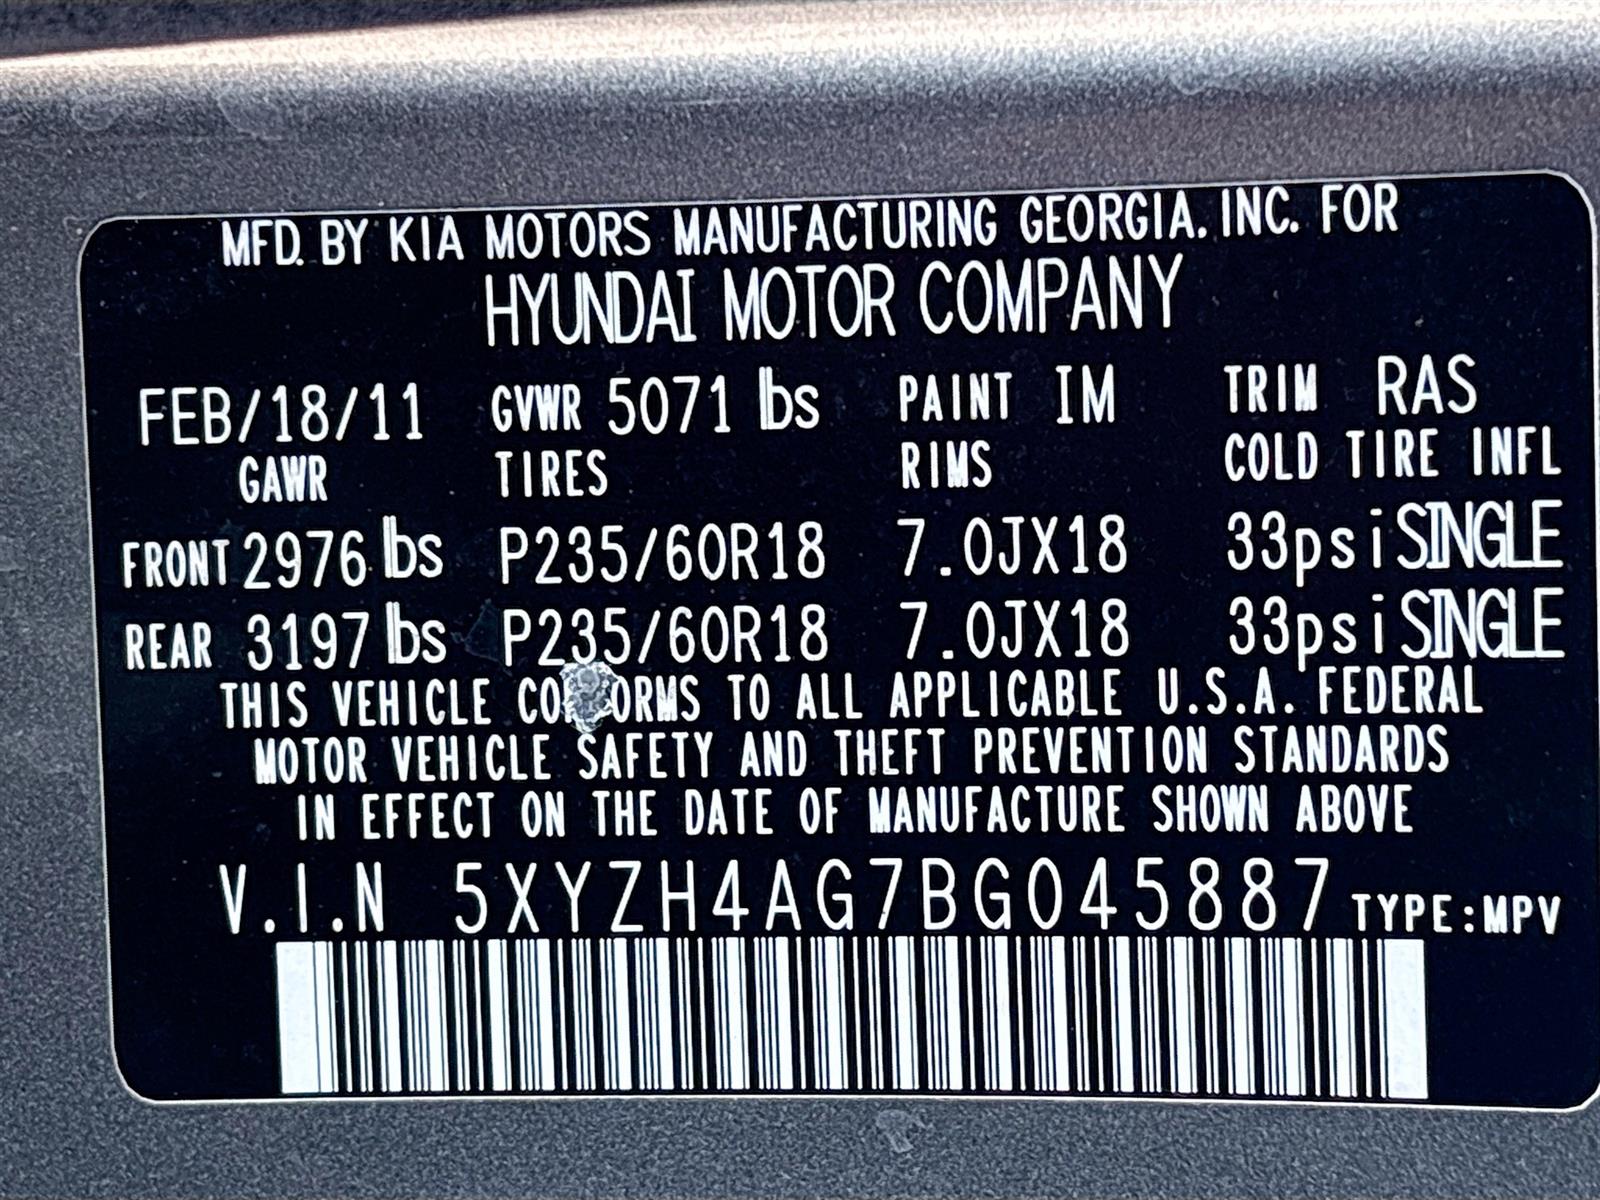 MFD. BY KIA MOTORS MANUFACTURING GEORGIA. INC. FOR
HYUNDAI MOTOR COMPANY
FEB/18/11 GVWR 5071 lbs PAINT IM TRIM RAS
GAWR TIRES RIMS COLD TIRE INFL
FRONT 2976 lbs P235/60R18 7.0JX18 33psi SINGLE
REAR 3197 lbs P235/60R18 7.0JX18 33psi SINGLE
THIS VEHICLE CONFORMS TO ALL APPLICABLE U.S.A. FEDERAL
MOTOR VEHICLE SAFETY AND THEFT PREVENTION STANDARDS
IN EFFECT ON THE DATE OF MANUFACTURE SHOWN ABOVE
V.I.N 5XYZH4AG7BG045887 TYPE:MPV